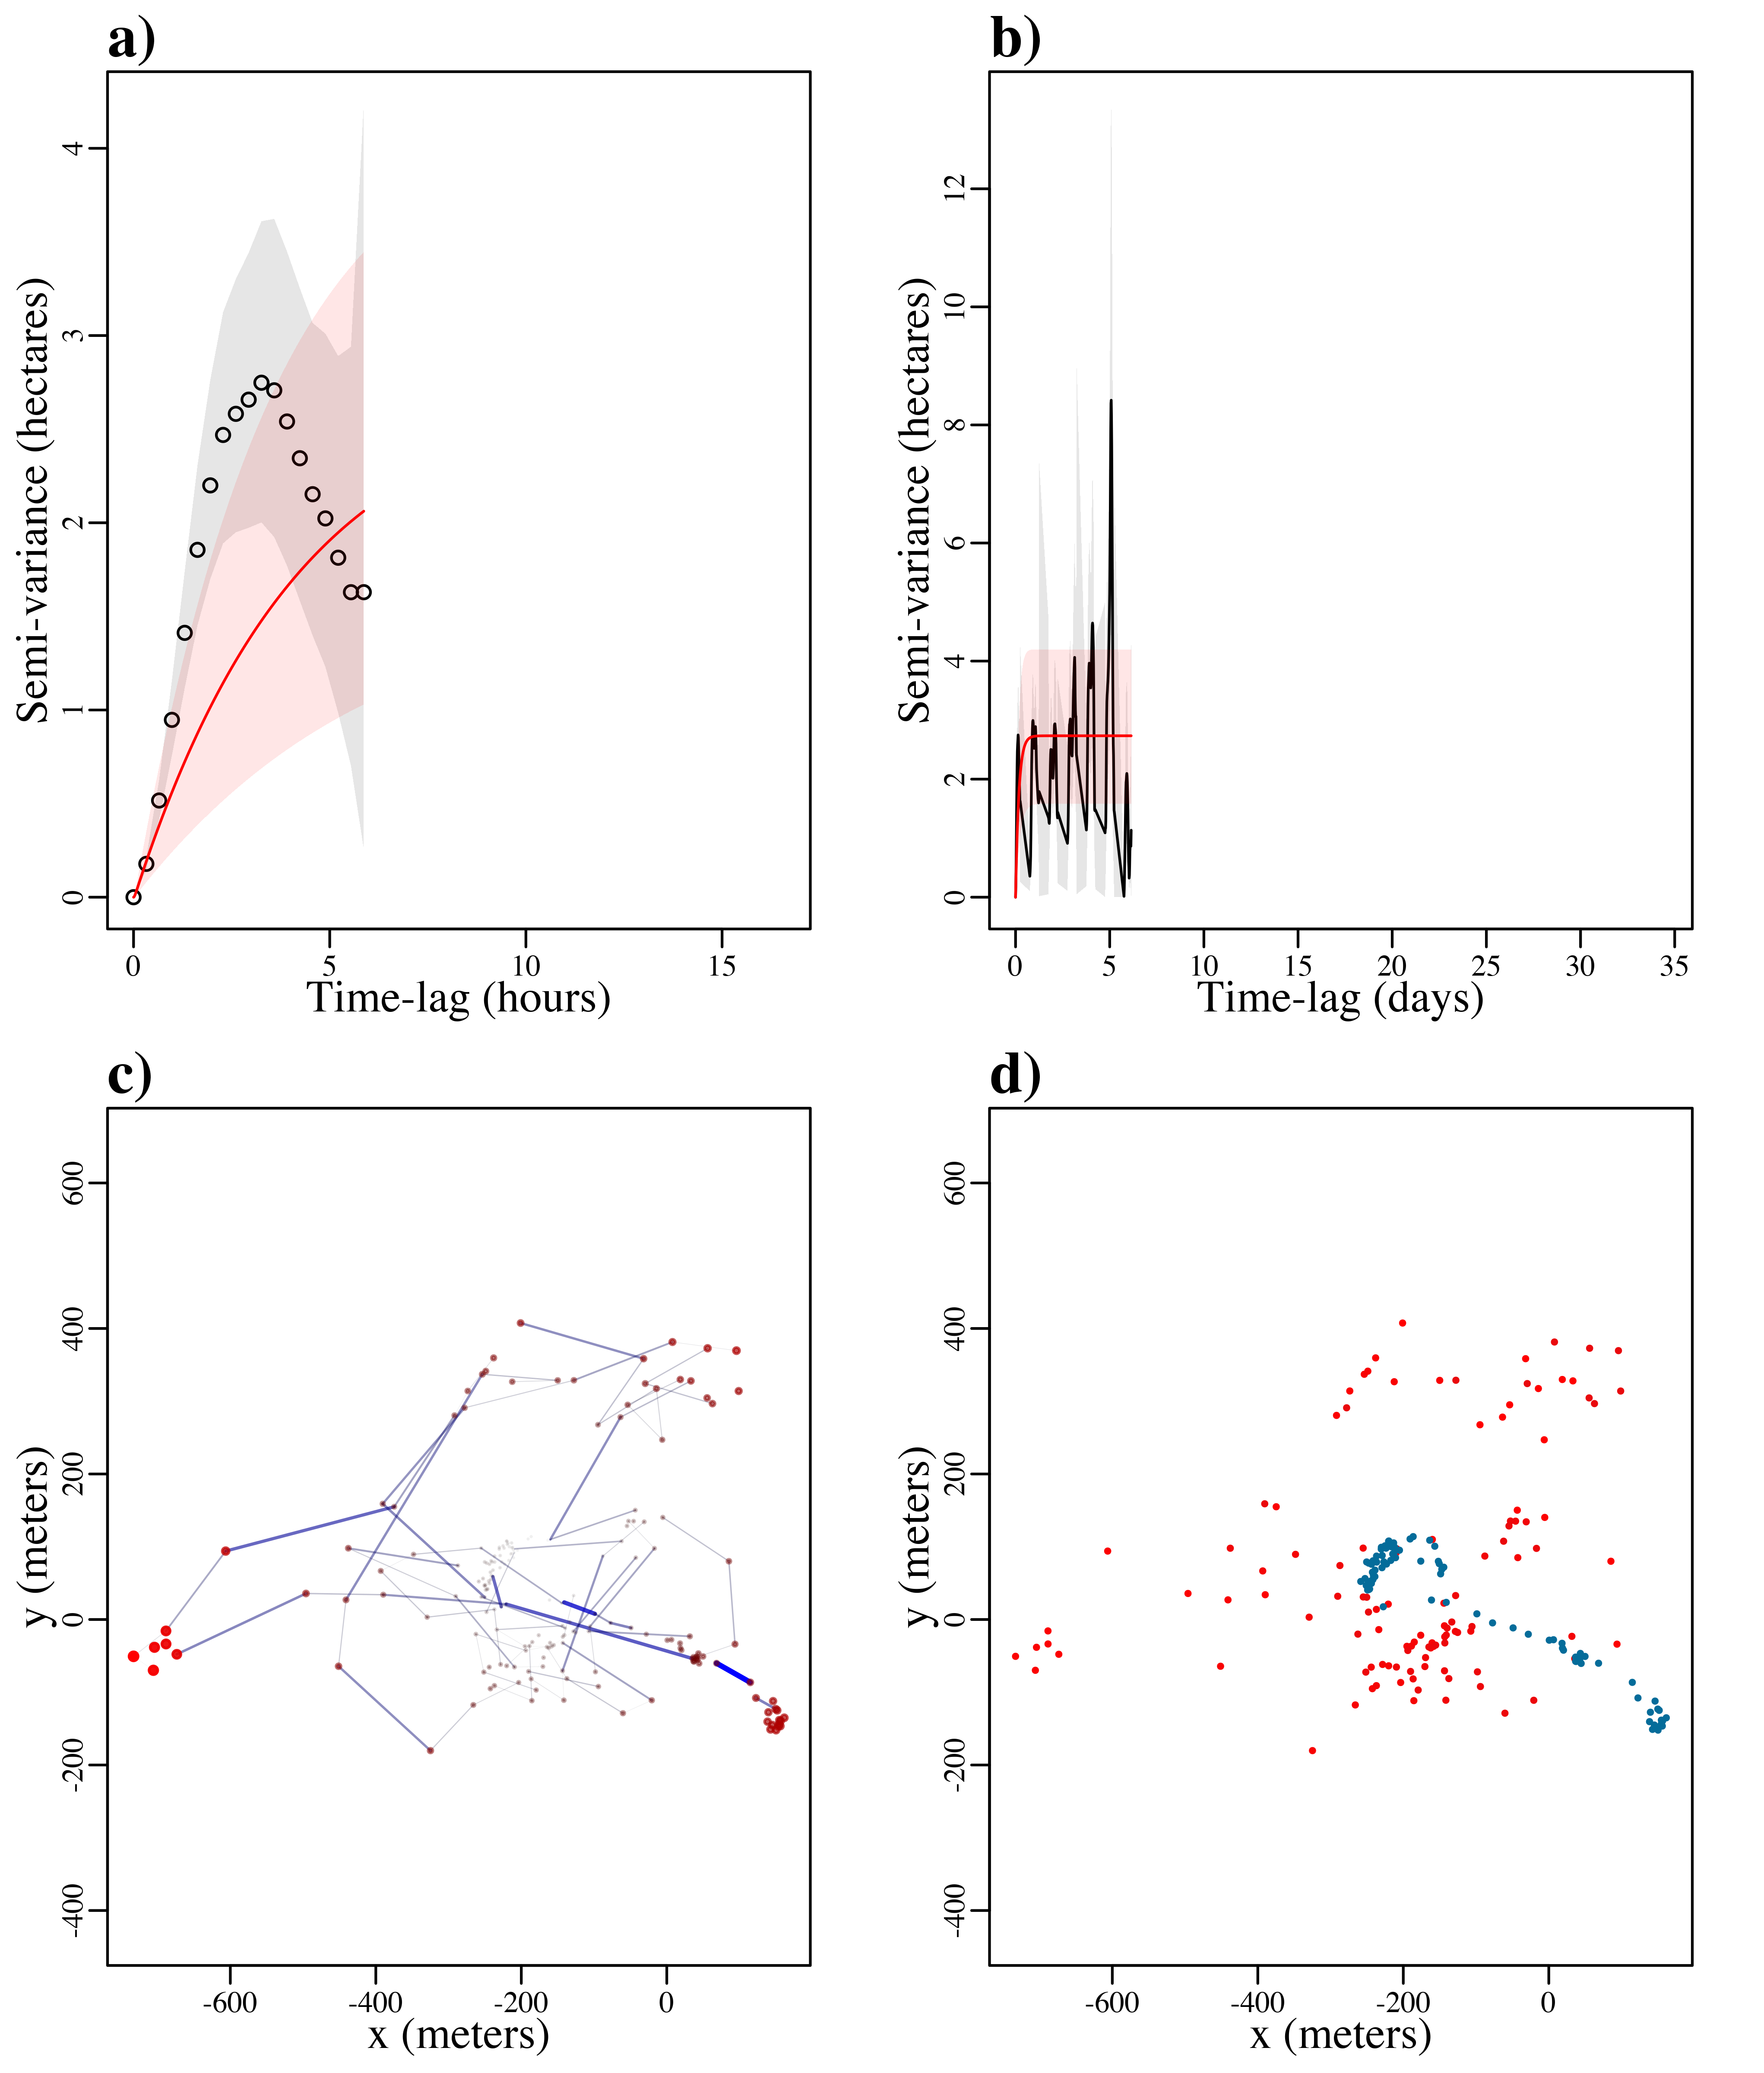 a)
Semi-variance (hectares)
4
3
2
1
0
0 5 10 15
Time-lag (hours)
b)
Semi-variance (hectares)
12
10
8
6
4
2
0
0 5 10 15 20 25 30 35
Time-lag (days)
c)
y (meters)
600
400
200
0
-200
-400
-600 -400 -200 0
x (meters)
d)
y (meters)
600
400
200
0
-200
-400
-600 -400 -200 0
x (meters)